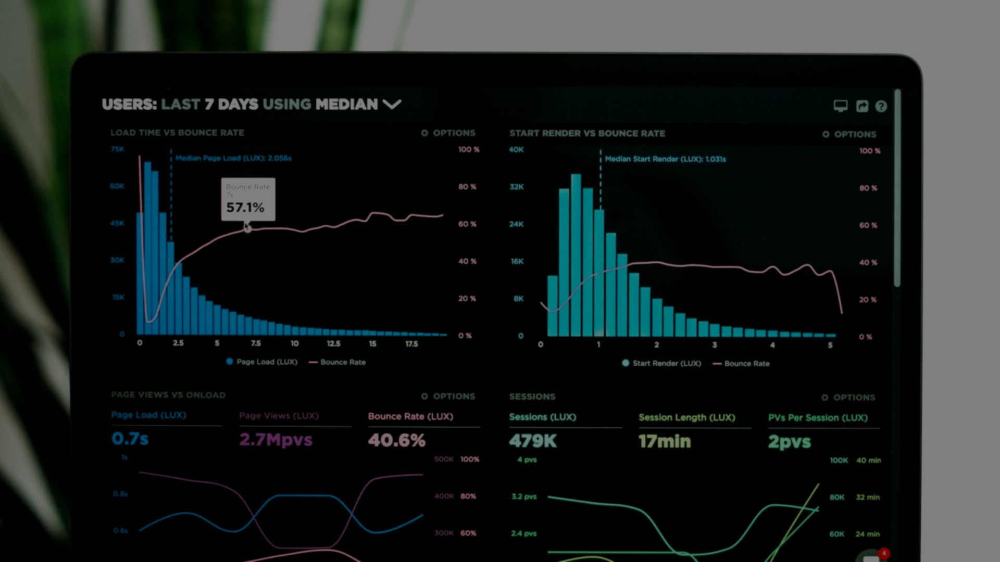 USERS: LAST 7 DAYS USING MEDIAN
LOAD TIME VS BOUNCE RATE
OPTIONS
75K
60K
45K
30K
15K
0
Median Page Load (LUX): 2.056s
Bounce Rate
7s
57.1%
100 %
80 %
60 %
40 %
20 %
0 %
0 2.5 5 7.5 10 12.5 15 17.5
Page Load (LUX) Bounce Rate
START RENDER VS BOUNCE RATE
OPTIONS
40K
32K
24K
16K
8K
0
Median Start Render (LUX): 1.031s
100 %
80 %
60 %
40 %
20 %
0 %
0 1 2 3 4 5
Start Render (LUX) Bounce Rate
PAGE VIEWS VS ONLOAD
OPTIONS
Page Load (LUX) Page Views (LUX) Bounce Rate (LUX)
0.7s 2.7Mpvs 40.6%
1s
0.8s
0.6s
500K 100%
400K 80%
300K 60%
SESSIONS
OPTIONS
Sessions (LUX) Session Length (LUX) PVs Per Session (LUX)
479K 17min 2pvs
4 pvs
3.2 pvs
2.4 pvs
100K 40 min
80K 32 min
60K 24 min
4